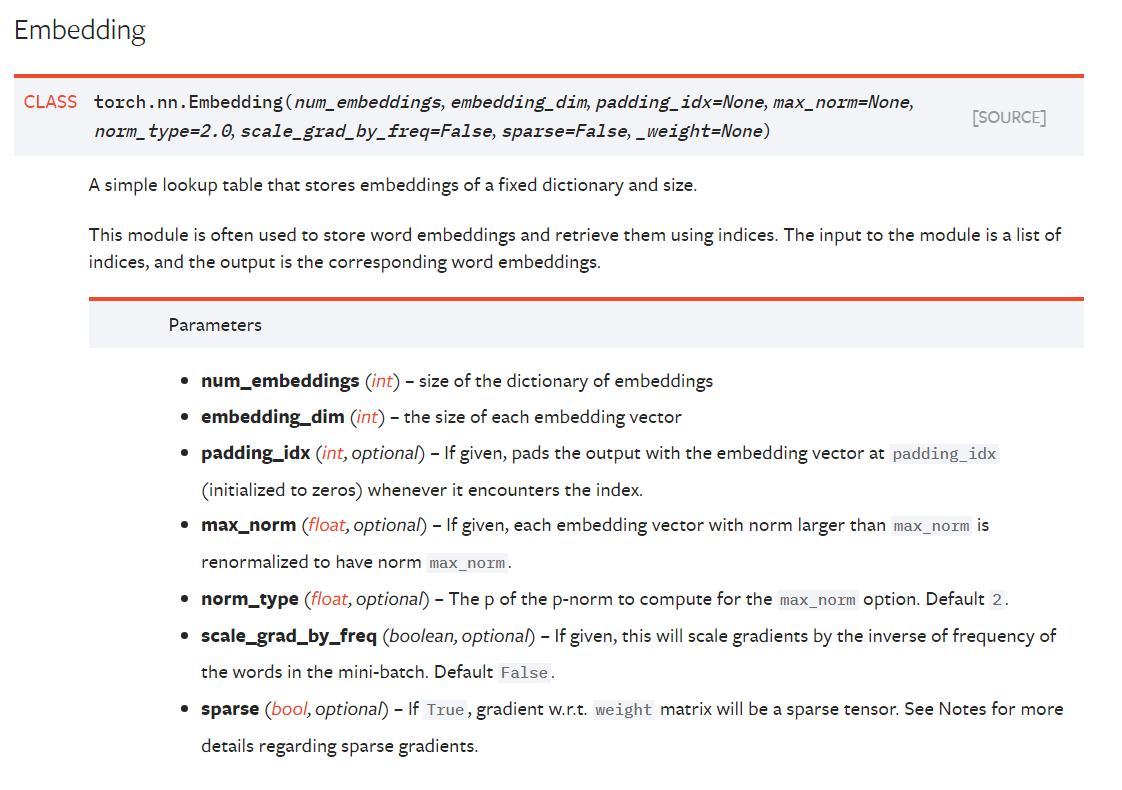 Embedding
CLASS torch.nn.Embedding(num_embeddings, embedding_dim, padding_idx=None, max_norm=None,
norm_type=2.0, scale_grad_by_freq=False, sparse=False, _weight=None)
[SOURCE]
A simple lookup table that stores embeddings of a fixed dictionary and size.
This module is often used to store word embeddings and retrieve them using indices. The input to the module is a list of
indices, and the output is the corresponding word embeddings.
Parameters
• num_embeddings (int) – size of the dictionary of embeddings
• embedding_dim (int) – the size of each embedding vector
• padding_idx (int, optional) – If given, pads the output with the embedding vector at padding_idx
(initialized to zeros) whenever it encounters the index.
• max_norm (float, optional) – If given, each embedding vector with norm larger than max_norm is
renormalized to have norm max_norm.
• norm_type (float, optional) – The p of the p-norm to compute for the max_norm option. Default 2.
• scale_grad_by_freq (boolean, optional) – If given, this will scale gradients by the inverse of frequency of
the words in the mini-batch. Default False.
• sparse (bool, optional) – If True, gradient w.r.t. weight matrix will be a sparse tensor. See Notes for more
details regarding sparse gradients.